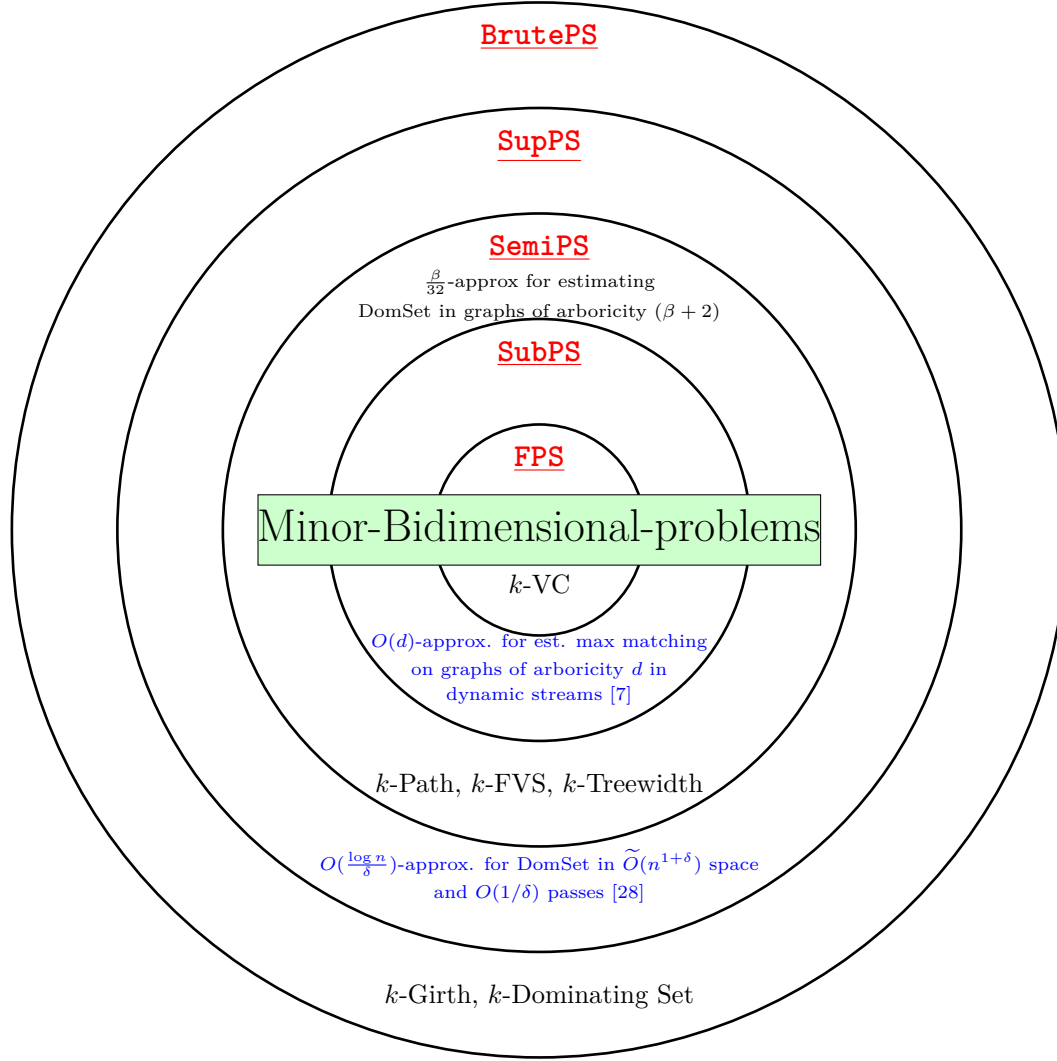 BrutePS
SupPS
SemiPS
β/32-approx for estimating
DomSet in graphs of arboricity (β + 2)
SubPS
FPS
Minor-Bidimensional-problems
k-VC
O(d)-approx. for est. max matching
on graphs of arboricity d in
dynamic streams [7]
k-Path, k-FVS, k-Treewidth
O(log n/δ)-approx. for DomSet in Õ(n^{1+δ}) space
and O(1/δ) passes [28]
k-Girth, k-Dominating Set